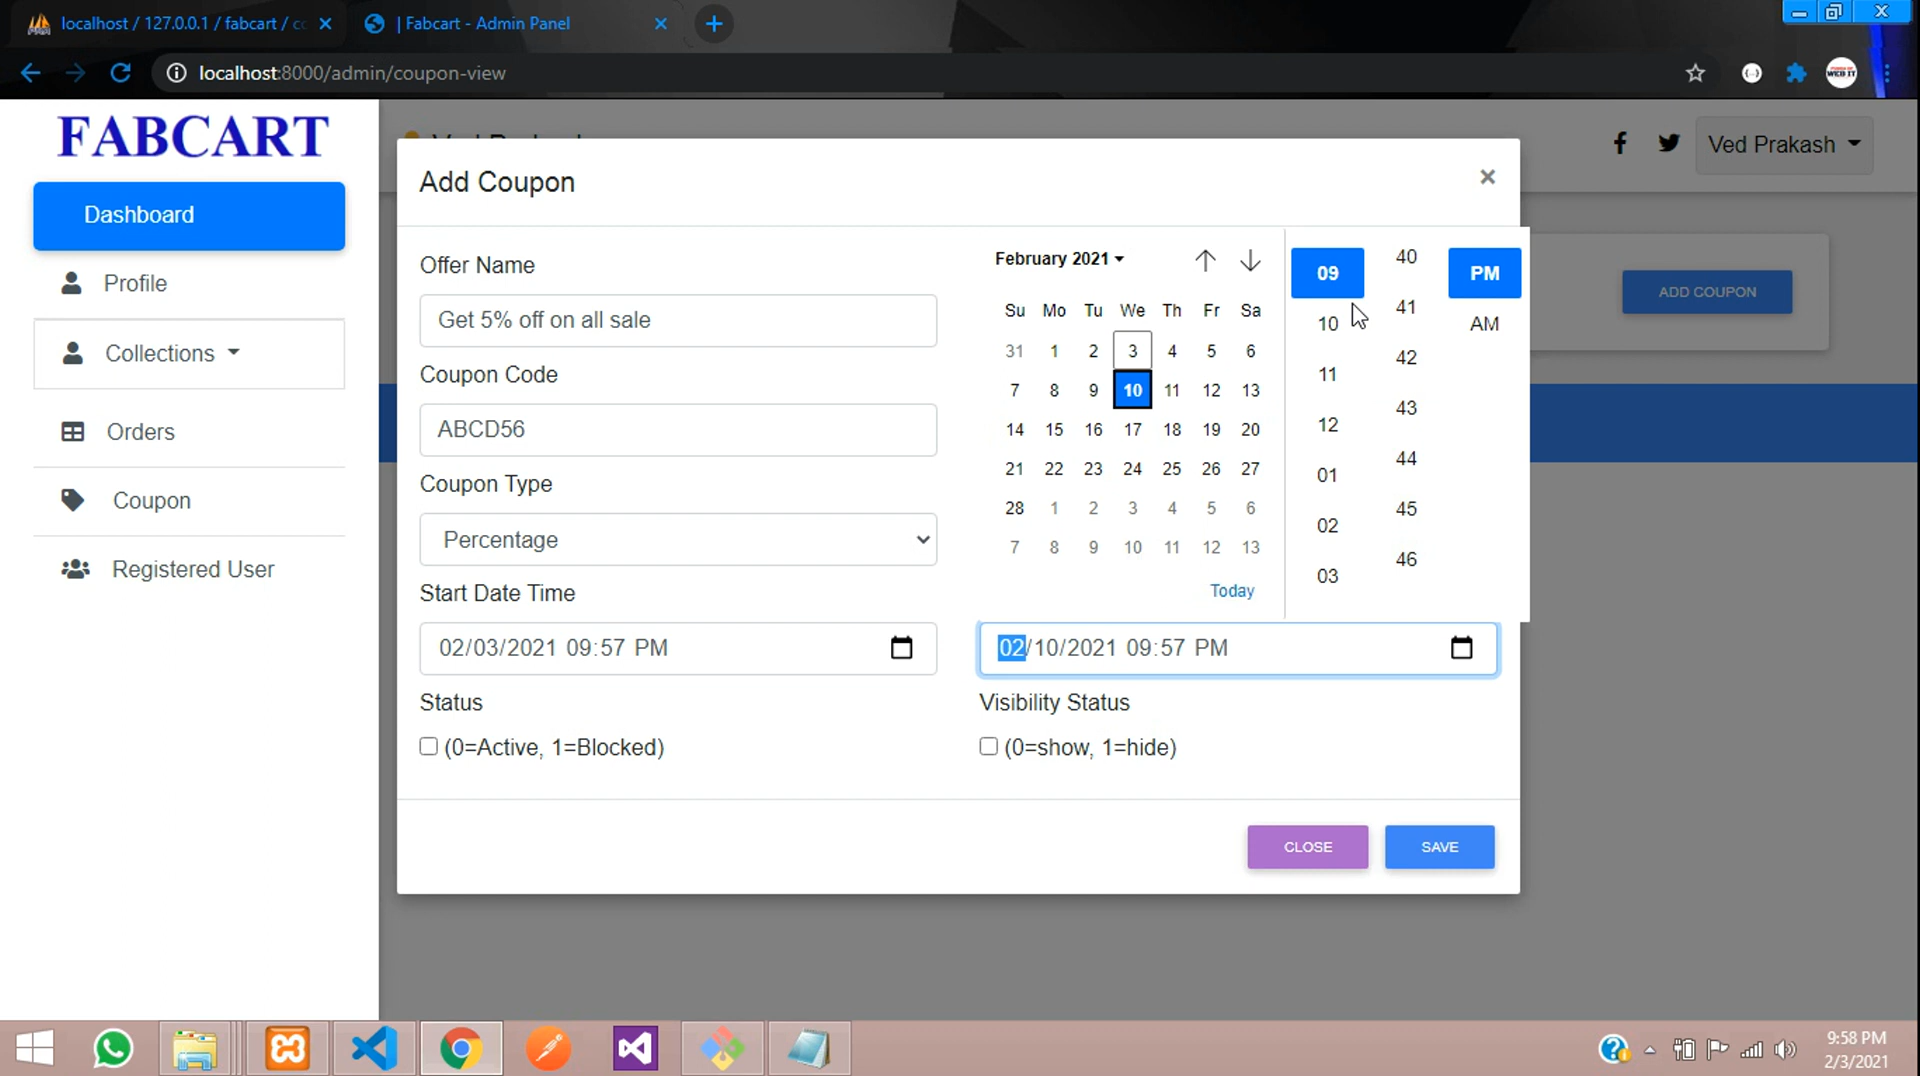 localhost / 127.0.0.1 / fabcart / cc
| Fabcart - Admin Panel
localhost:8000/admin/coupon-view
WEB IT
FABCART
Ved Prakash
Dashboard
Profile
Collections
Orders
Coupon
Registered User
ADD COUPON
Add Coupon
×
Offer Name
Get 5% off on all sale
Coupon Code
ABCD56
Coupon Type
Percentage
Start Date Time
02/03/2021 09:57 PM
02/10/2021 09:57 PM
Status
(0=Active, 1=Blocked)
Visibility Status
(0=show, 1=hide)
CLOSE
SAVE
February 2021
Su Mo Tu We Th Fr Sa
31 1 2 3 4 5 6
7 8 9 10 11 12 13
14 15 16 17 18 19 20
21 22 23 24 25 26 27
28 1 2 3 4 5 6
7 8 9 10 11 12 13
Today
09
10
11
12
01
02
03
40
41
42
43
44
45
46
PM
AM
9:58 PM
2/3/2021